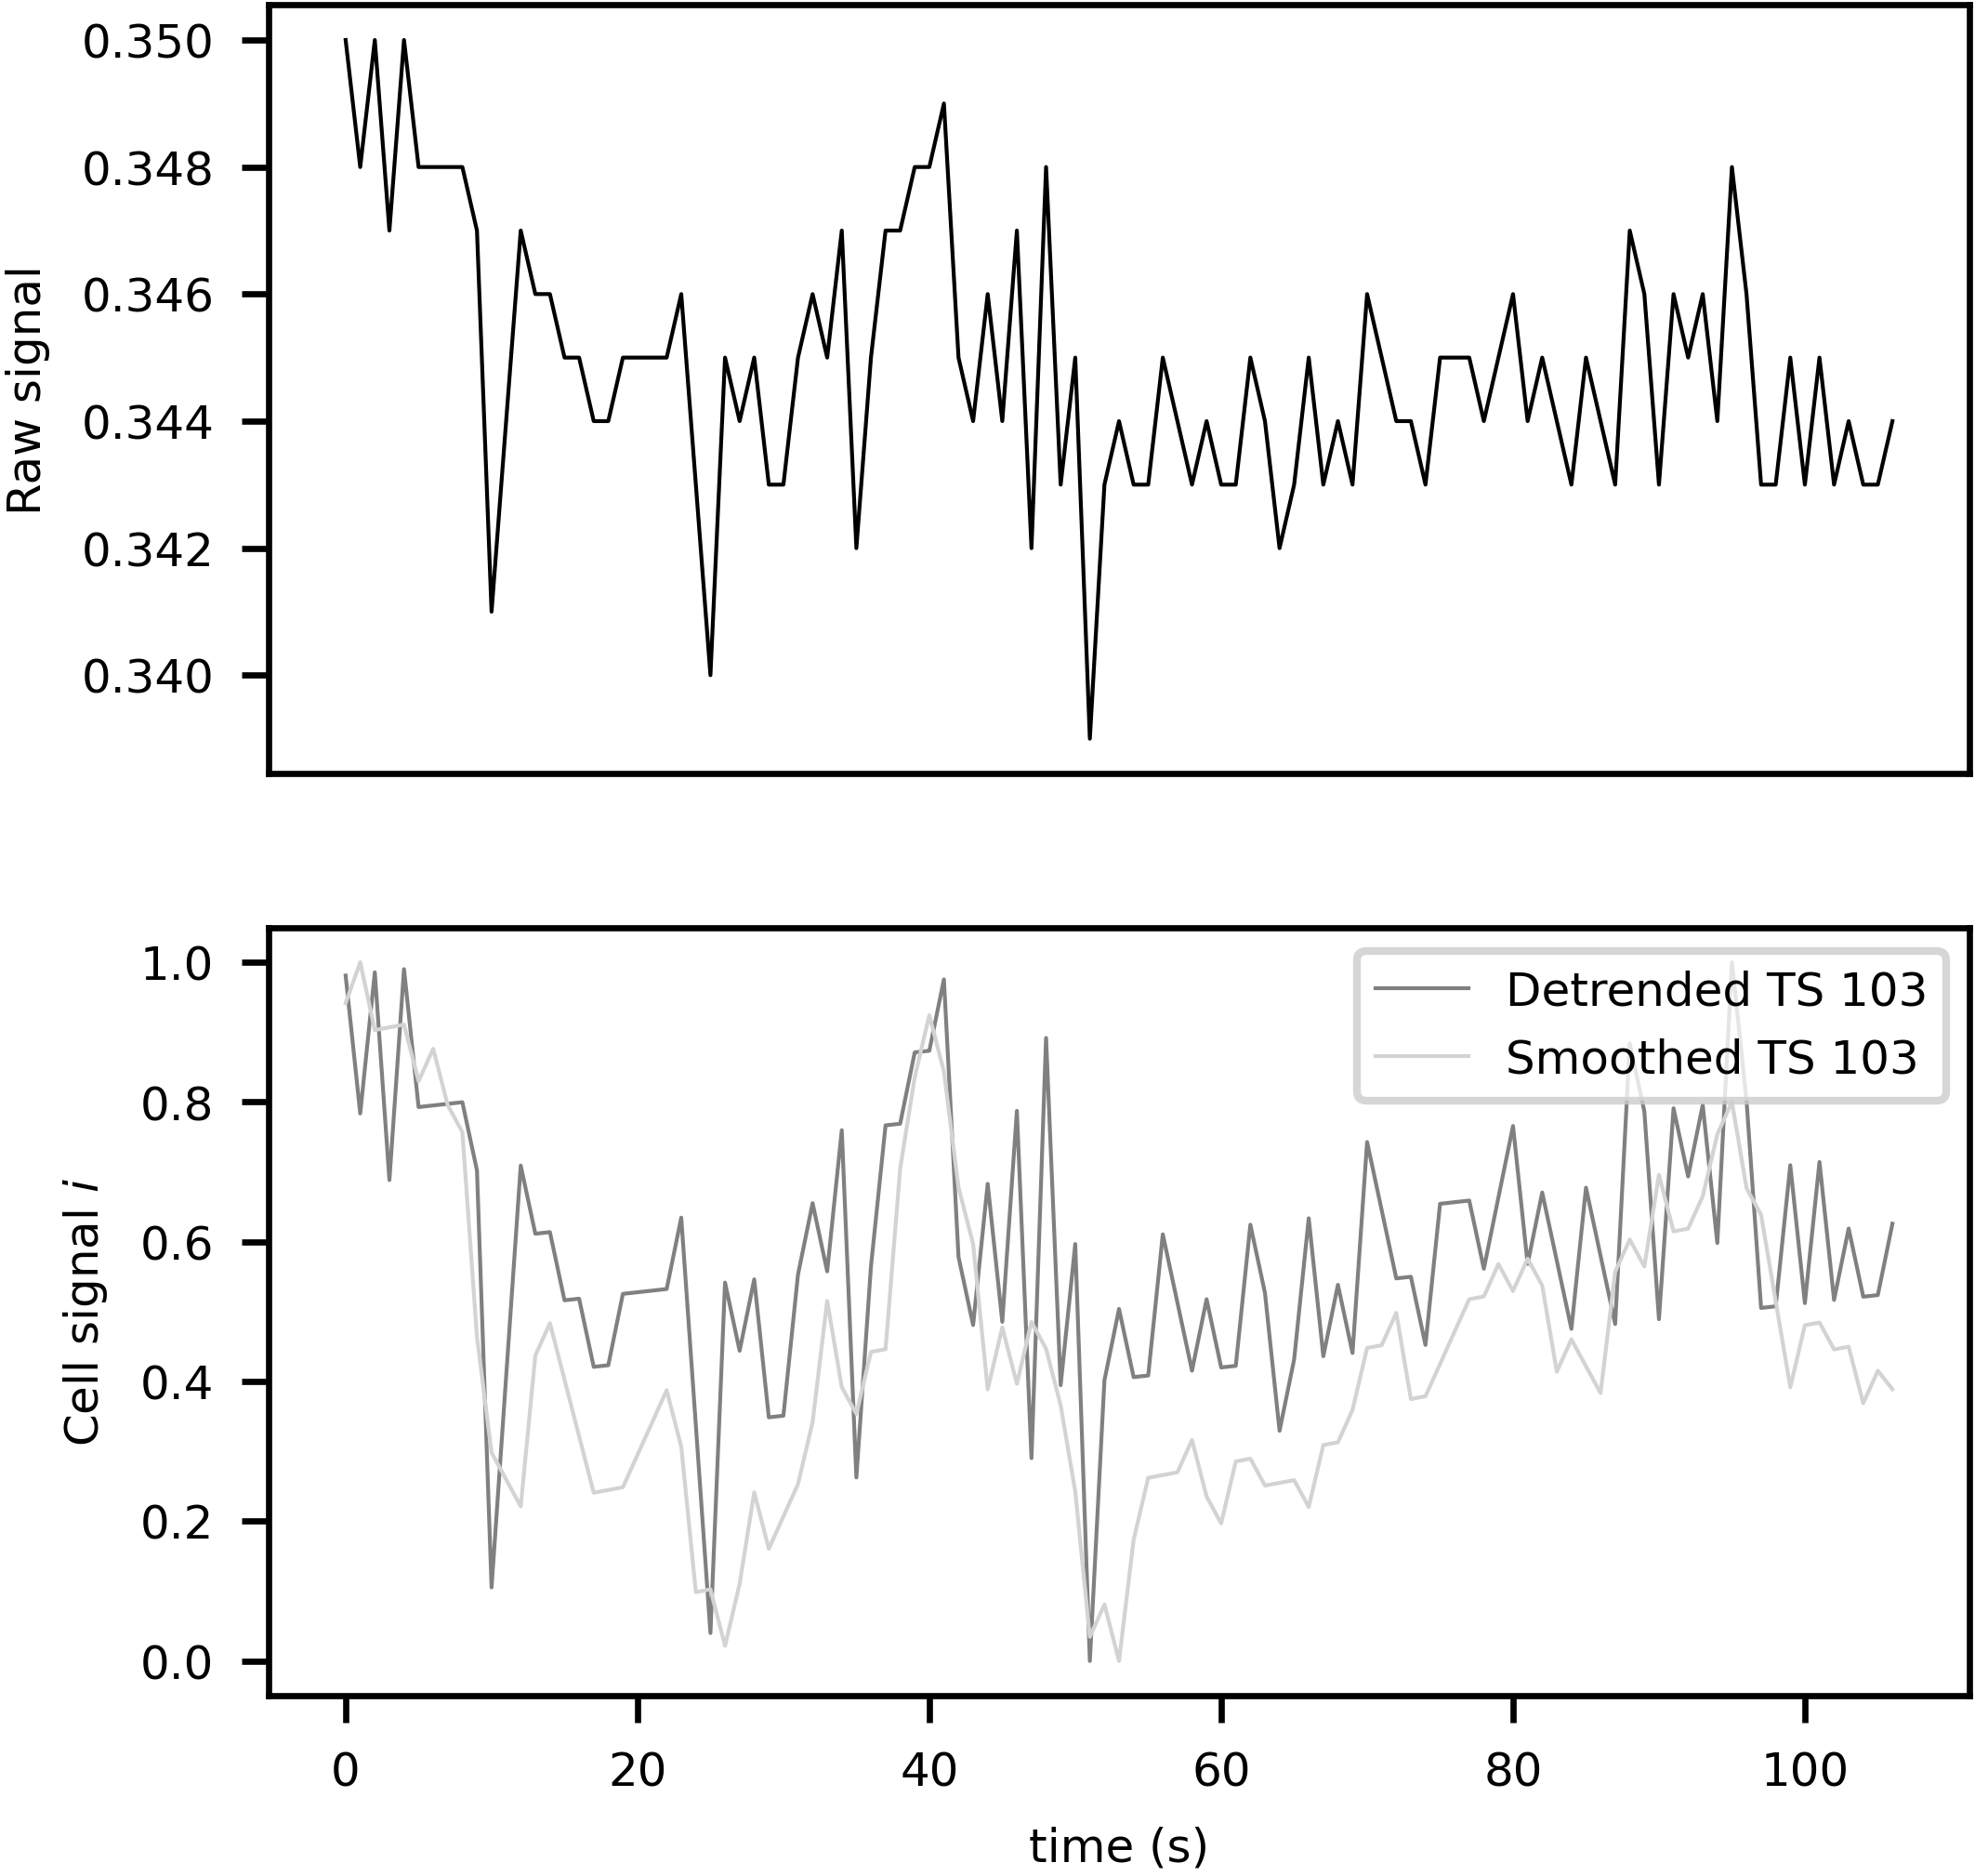 0.350
0.348
0.346
0.344
0.342
0.340
Raw signal
1.0
0.8
0.6
0.4
0.2
0.0
Cell signal i
Detrended TS 103
Smoothed TS 103
0 20 40 60 80 100
time (s)